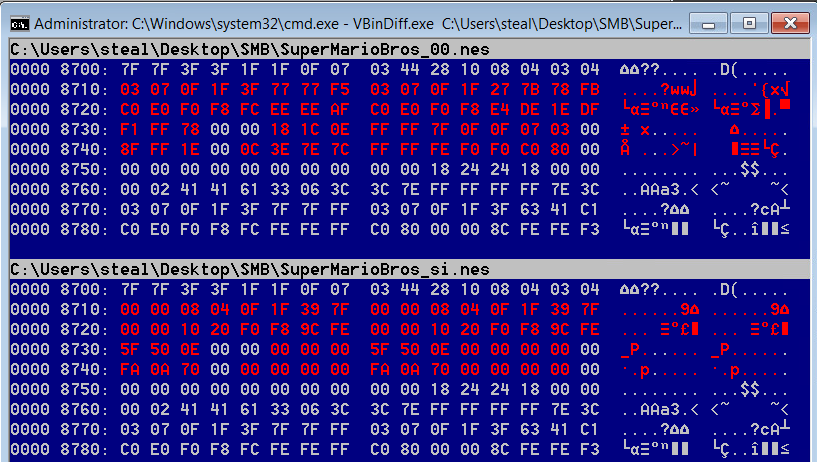 Administrator: C:\Windows\system32\cmd.exe - VBinDiff.exe  C:\Users\steal\Desktop\SMB\Super...
C:\Users\steal\Desktop\SMB\SuperMarioBros_00.nes
0000 8700: 7F 7F 3F 3F 1F 1F 0F 07  03 44 28 10 08 04 03 04  ⌂⌂??.... .D(.....
0000 8710: 03 07 0F 1F 3F 77 77 F5  03 07 0F 1F 27 7B 78 FB  ....?ww⌡ ....'{x√
0000 8720: C0 E0 F0 F8 FC EE EE AF  C0 E0 F0 F8 E4 DE 1E DF  └α≡°ⁿεε» └α≡°Σ▐.▀
0000 8730: F1 FF 78 00 00 18 1C 0E  FF FF 7F 0F 0F 07 03 00  ± x.....   ⌂.....
0000 8740: 8F FF 1E 00 0C 3E 7E 7C  FF FF FE F0 F0 C0 80 00  Å ...>~|   ■≡≡└Ç.
0000 8750: 00 00 00 00 00 00 00 00  00 00 00 18 24 24 18 00 00  ........ ...$$...
0000 8760: 00 02 41 41 61 33 06 3C  3C 7E FF FF FF FF 7E 3C  ..AAa3.< <~    ~<
0000 8770: 03 07 0F 1F 3F 7F 7F FF  03 07 0F 1F 3F 63 41 C1  ....?⌂⌂  ....?cA┴
0000 8780: C0 E0 F0 F8 FC FE FE FF  C0 80 00 00 8C FE FE F3  └α≡°ⁿ■■  └Ç..î■■≤
C:\Users\steal\Desktop\SMB\SuperMarioBros_si.nes
0000 8700: 7F 7F 3F 3F 1F 1F 0F 07  03 44 28 10 08 04 03 04  ⌂⌂??.... .D(.....
0000 8710: 00 00 08 04 0F 1F 39 7F  00 00 08 04 0F 1F 39 7F  ......9⌂ ......9⌂
0000 8720: 00 00 10 20 F0 F8 9C FE  00 00 10 20 F0 F8 9C FE  ... ≡°£■ ... ≡°£■
0000 8730: 5F 50 0E 00 00 00 00 00  5F 50 0E 00 00 00 00 00  _P...... _P......
0000 8740: FA 0A 70 00 00 00 00 00  FA 0A 70 00 00 00 00 00  ·.p..... ·.p.....
0000 8750: 00 00 00 00 00 00 00 00  00 00 00 18 24 24 18 00 00  ........ ...$$...
0000 8760: 00 02 41 41 61 33 06 3C  3C 7E FF FF FF FF 7E 3C  ..AAa3.< <~    ~<
0000 8770: 03 07 0F 1F 3F 7F 7F FF  03 07 0F 1F 3F 63 41 C1  ....?⌂⌂  ....?cA┴
0000 8780: C0 E0 F0 F8 FC FE FE FF  C0 80 00 00 8C FE FE F3  └α≡°ⁿ■■  └Ç..î■■≤